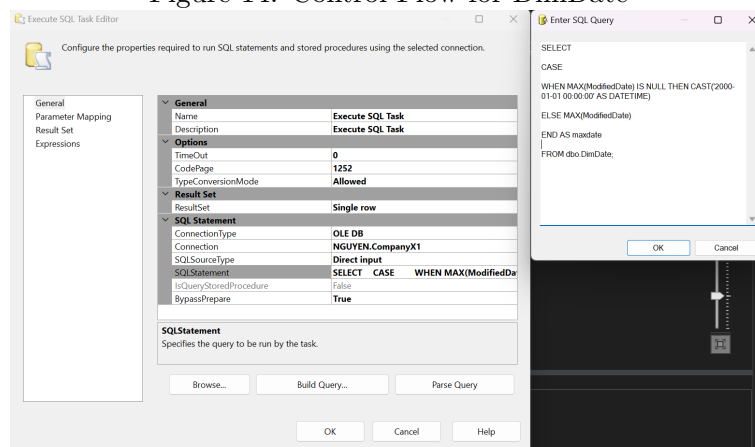 Figure 14: Control Flow for DimDate
Execute SQL Task Editor
Configure the properties required to run SQL statements and stored procedures using the selected connection.
General
Parameter Mapping
Result Set
Expressions
General
Name Execute SQL Task
Description Execute SQL Task
Options
TimeOut 0
CodePage 1252
TypeConversionMode Allowed
Result Set
ResultSet Single row
SQL Statement
ConnectionType OLE DB
Connection NGUYEN.CompanyX1
SQLSourceType Direct input
SQLStatement SELECT CASE WHEN MAX(ModifiedDa
IsQueryStoredProcedure False
BypassPrepare True
SQLStatement
Specifies the query to be run by the task.
Browse... Build Query... Parse Query
OK Cancel Help
Enter SQL Query
SELECT
CASE
WHEN MAX(ModifiedDate) IS NULL THEN CAST('2000-
01-01 00:00:00' AS DATETIME)
ELSE MAX(ModifiedDate)
END AS maxdate
FROM dbo.DimDate;
OK Cancel